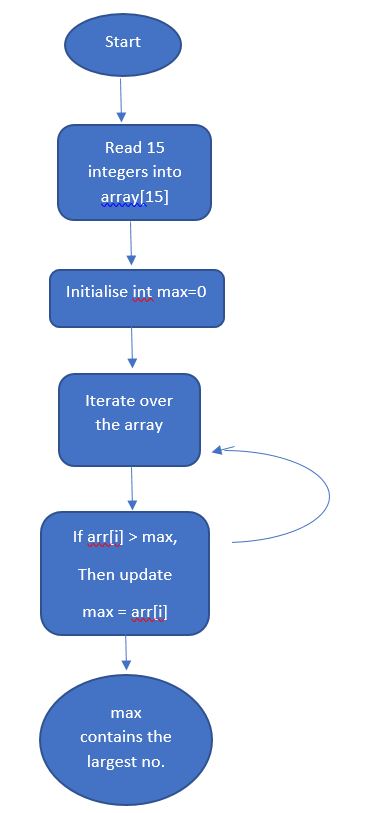 Start
Read 15
integers into
array[15]
Initialise int max=0
Iterate over
the array
If arr[i] > max,
Then update
max = arr[i]
max
contains the
largest no.